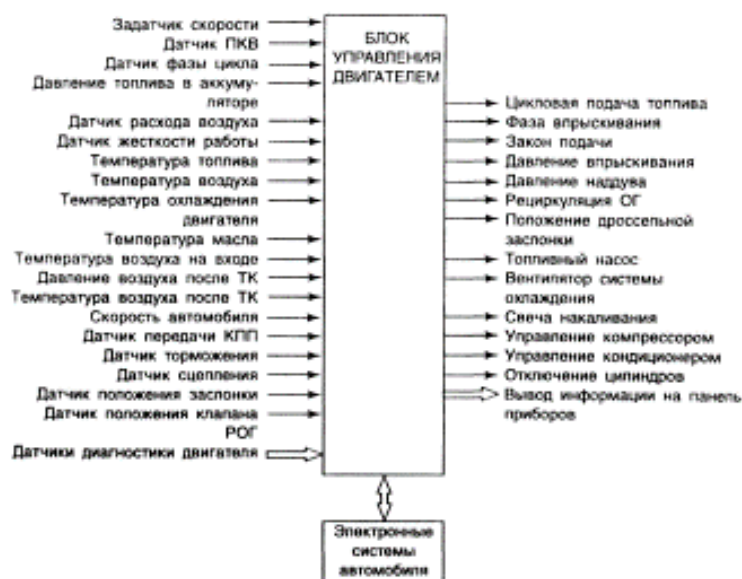 Задатчик скорости
Датчик ПКВ
Датчик фазы цикла
Давление топлива в аккуму-
ляторе
Датчик расхода воздуха
Датчик жесткости работы
Температура топлива
Температура воздуха
Температура охлаждения
двигателя
Температура масла
Температура воздуха на входе
Давление воздуха после ТК
Температура воздуха после ТК
Скорость автомобиля
Датчик передачи КПП
Датчик торможения
Датчик сцепления
Датчик положения заслонки
Датчик положения клапана
РОГ
Датчики диагностики двигателя
БЛОК
УПРАВЛЕНИЯ
ДВИГАТЕЛЕМ
Цикловая подача топлива
Фаза впрыскивания
Закон подачи
Давление впрыскивания
Давление наддува
Рециркуляция ОГ
Положение дроссельной
заслонки
Топливный насос
Вентилятор системы
охлаждения
Свеча накаливания
Управление компрессором
Управление кондиционером
Отключение цилиндров
Вывод информации на панель
приборов
Электронные
системы
автомобиля